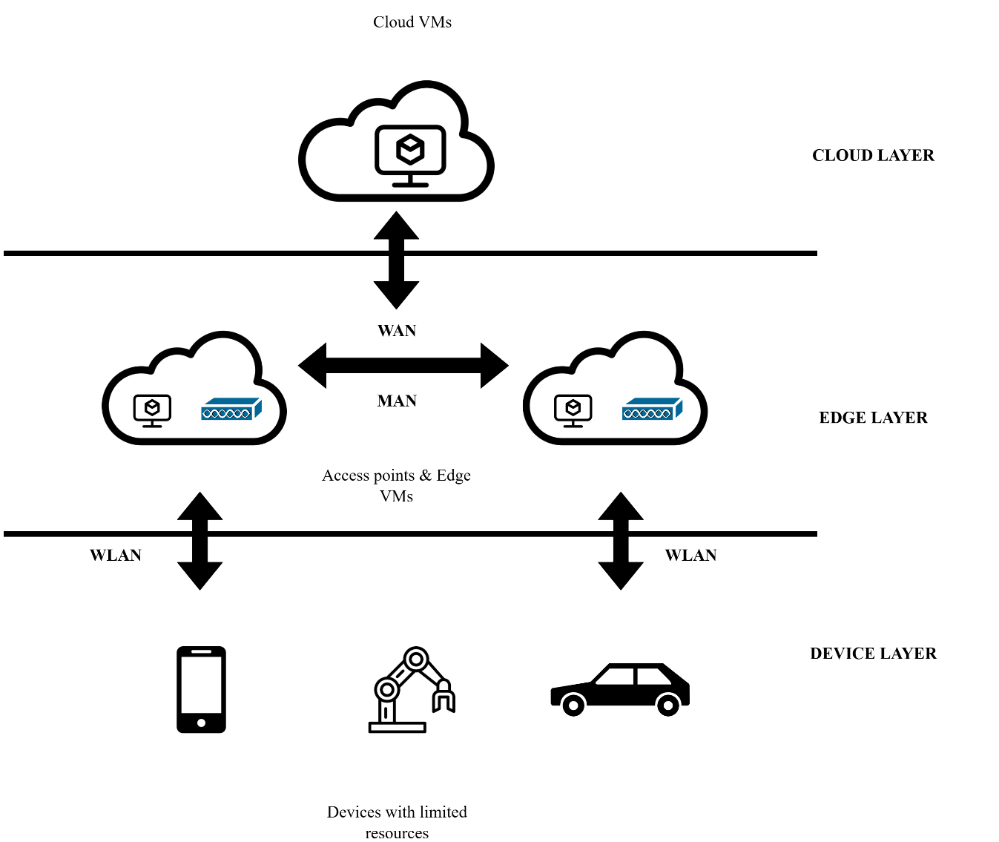 Cloud VMs
CLOUD LAYER
WAN
MAN
EDGE LAYER
Access points & Edge
VMs
WLAN
WLAN
DEVICE LAYER
Devices with limited
resources